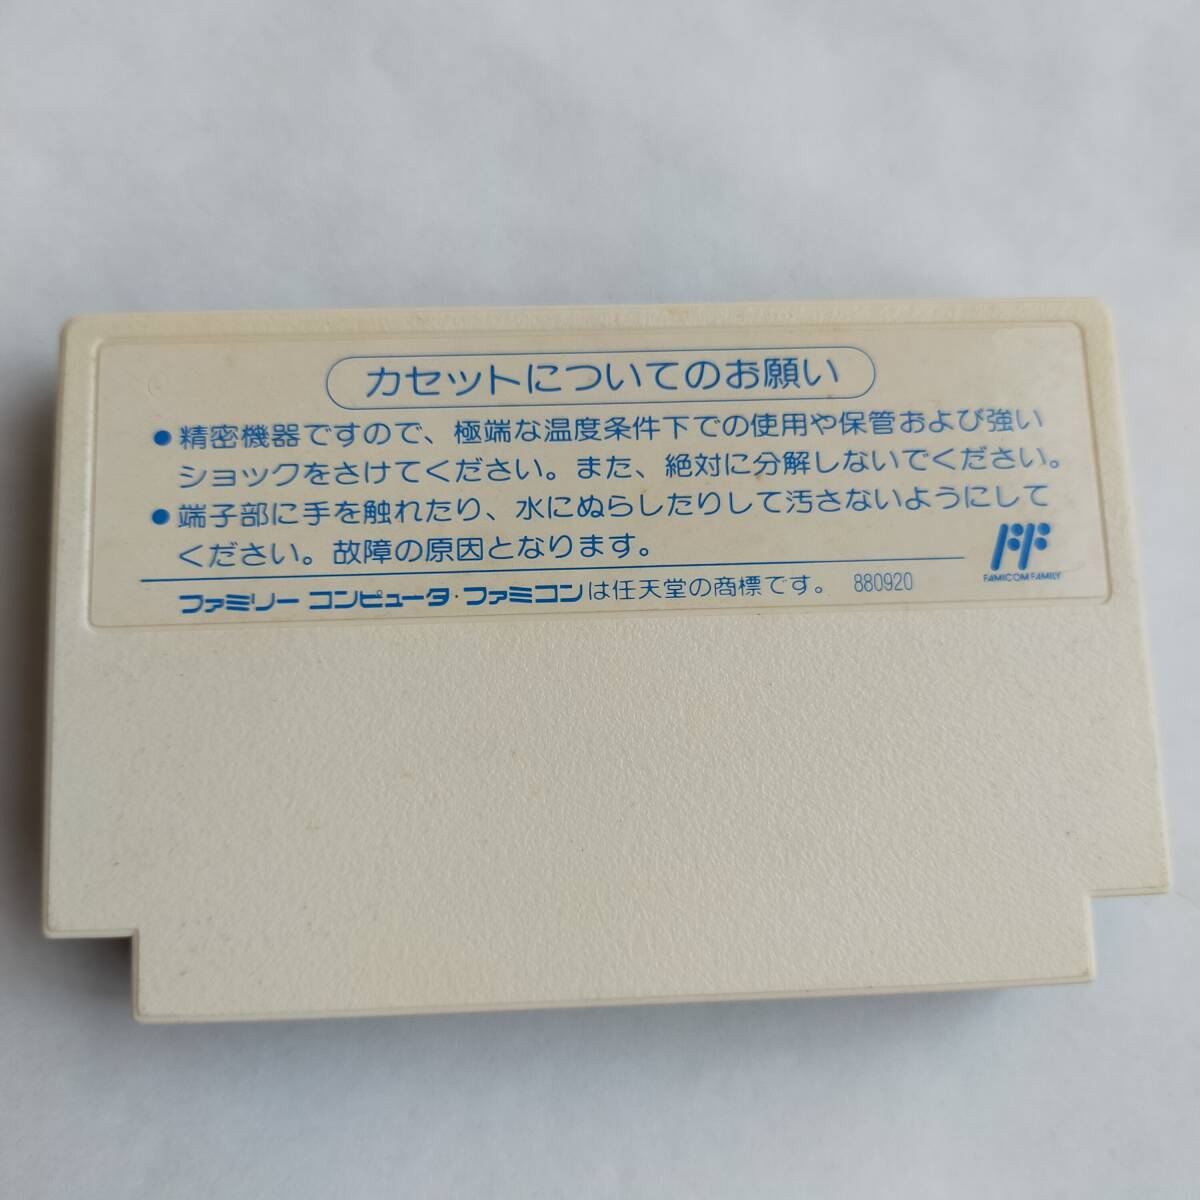 カセットについてのお願い
●精密機器ですので、極端な温度条件下での使用や保管および強い
ショックをさけてください。また、絶対に分解しないでください。
●端子部に手を触れたり、水にぬらしたりして汚さないようにして
ください。故障の原因となります。
FAMICOM FAMILY
ファミリー コンピュータ・ファミコンは任天堂の商標です。 880920